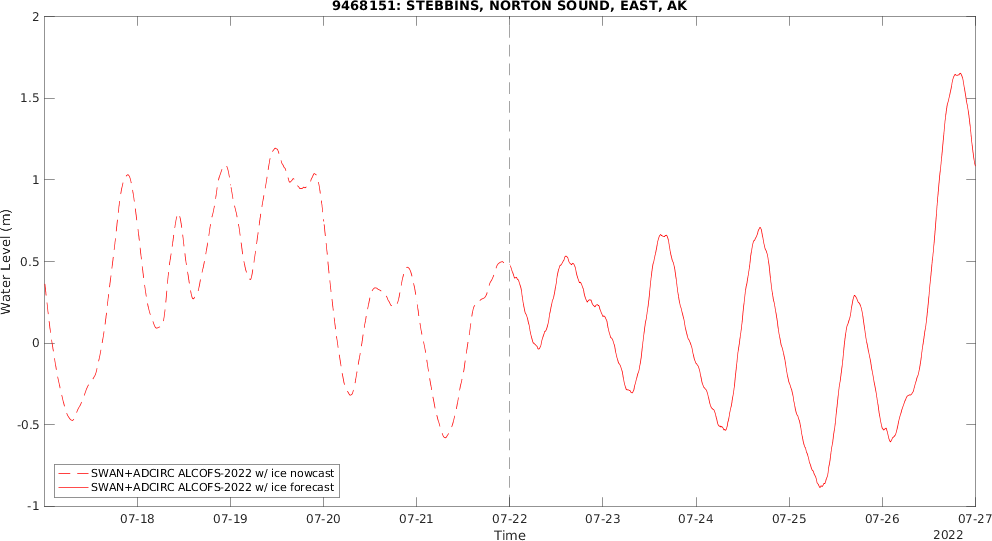 9468151: STEBBINS, NORTON SOUND, EAST, AK
Water Level (m)
2
1.5
1
0.5
0
-0.5
-1
SWAN+ADCIRC ALCOFS-2022 w/ ice nowcast
SWAN+ADCIRC ALCOFS-2022 w/ ice forecast
07-18 07-19 07-20 07-21 07-22 07-23 07-24 07-25 07-26 07-27
Time
2022